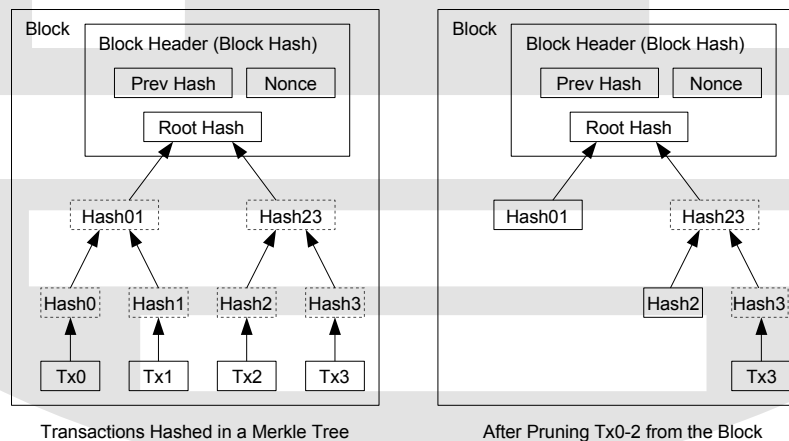 Block
Block Header (Block Hash)
Prev Hash Nonce
Root Hash
Hash01 Hash23
Hash0 Hash1 Hash2 Hash3
Tx0 Tx1 Tx2 Tx3
Transactions Hashed in a Merkle Tree
Block
Block Header (Block Hash)
Prev Hash Nonce
Root Hash
Hash01 Hash23
Hash2 Hash3
Tx3
After Pruning Tx0-2 from the Block